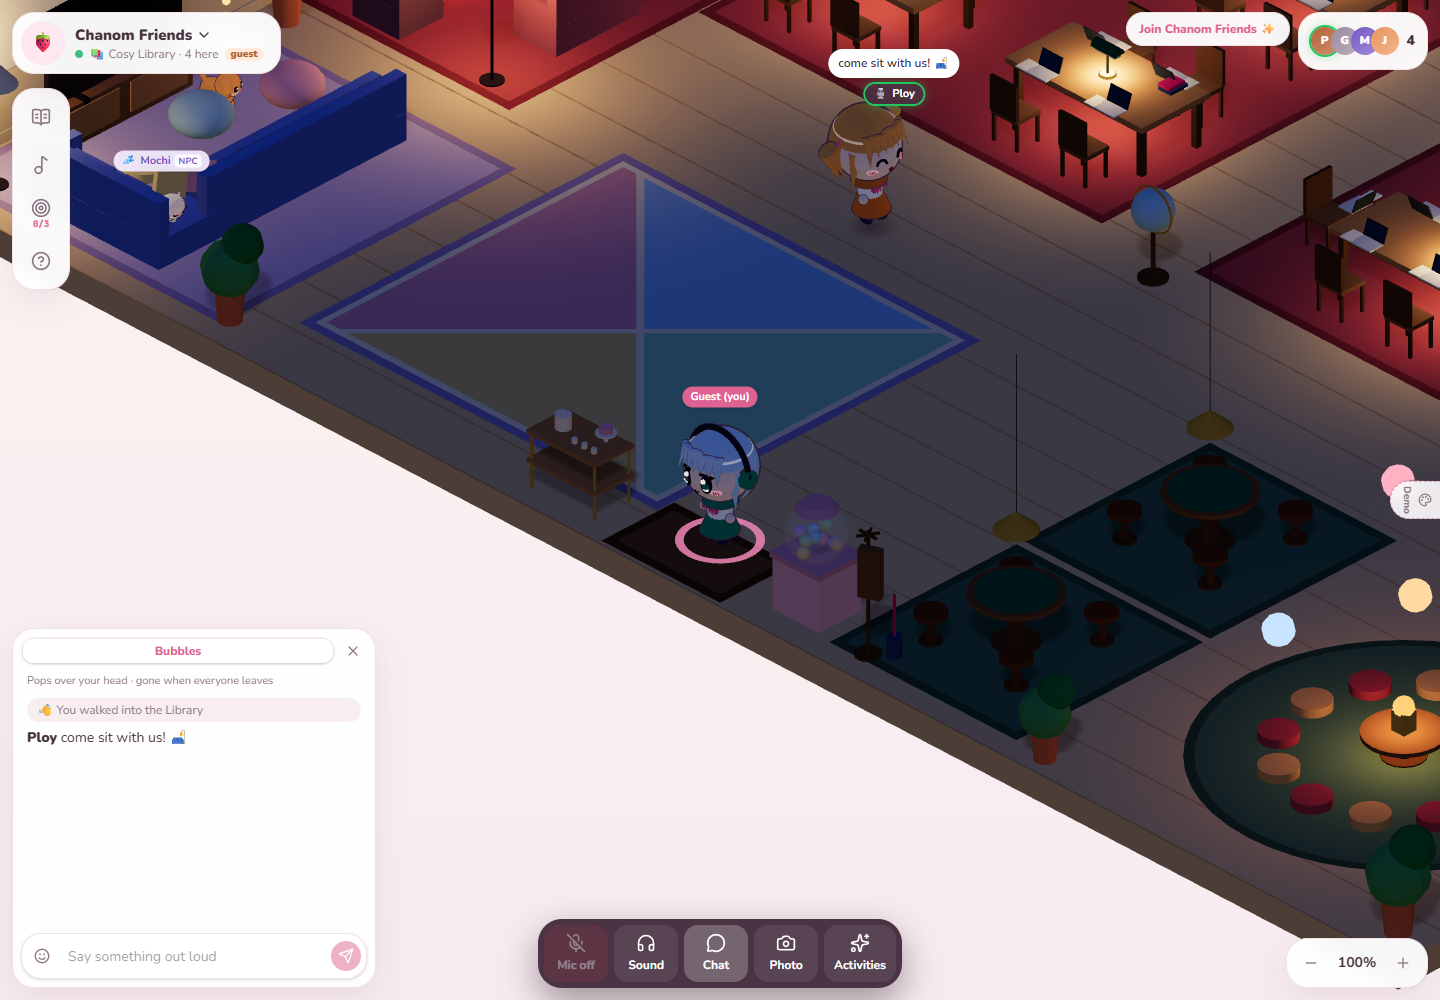 Chanom Friends
Cosy Library · 4 here guest
0/3
Mochi NPC
come sit with us!
Ploy
Join Chanom Friends
P G M J 4
Guest (you)
Demo
Bubbles
Pops over your head · gone when everyone leaves
You walked into the Library
Ploy come sit with us!
Say something out loud
Mic off
Sound
Chat
Photo
Activities
100%